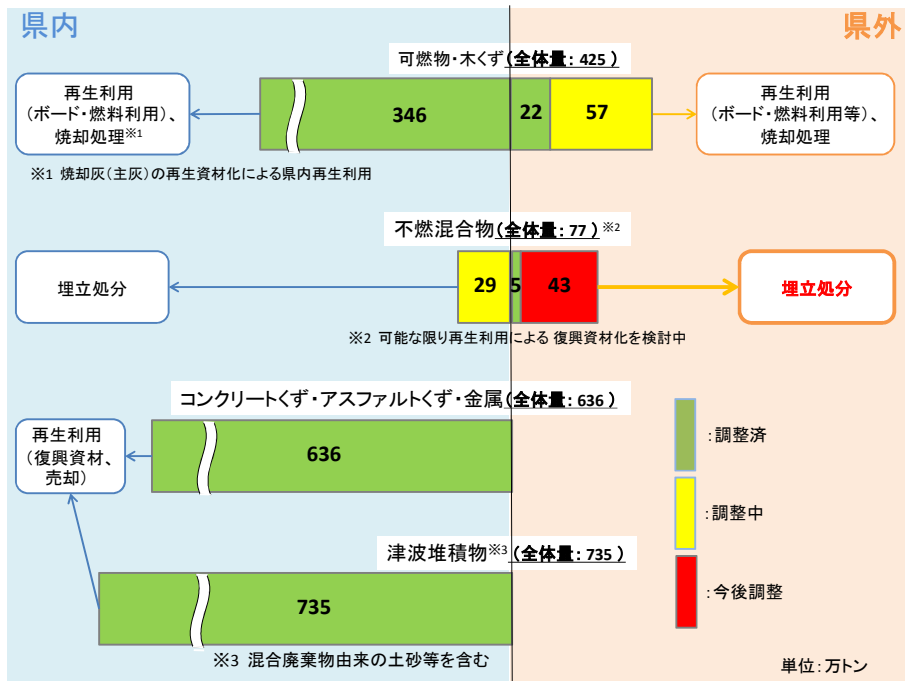 県内
県外
可燃物・木くず(全体量:425)
再生利用
(ボード・燃料利用)、
焼却処理※1
346
22
57
再生利用
(ボード・燃料利用等)、
焼却処理
※1 焼却灰(主灰)の再生資材化による県内再生利用
不燃混合物(全体量:77)※2
埋立処分
29
5
43
埋立処分
※2 可能な限り再生利用による 復興資材化を検討中
コンクリートくず・アスファルトくず・金属(全体量:636)
再生利用
(復興資材、
売却)
636
:調整済
:調整中
:今後調整
津波堆積物※3(全体量:735)
735
※3 混合廃棄物由来の土砂等を含む
単位:万トン